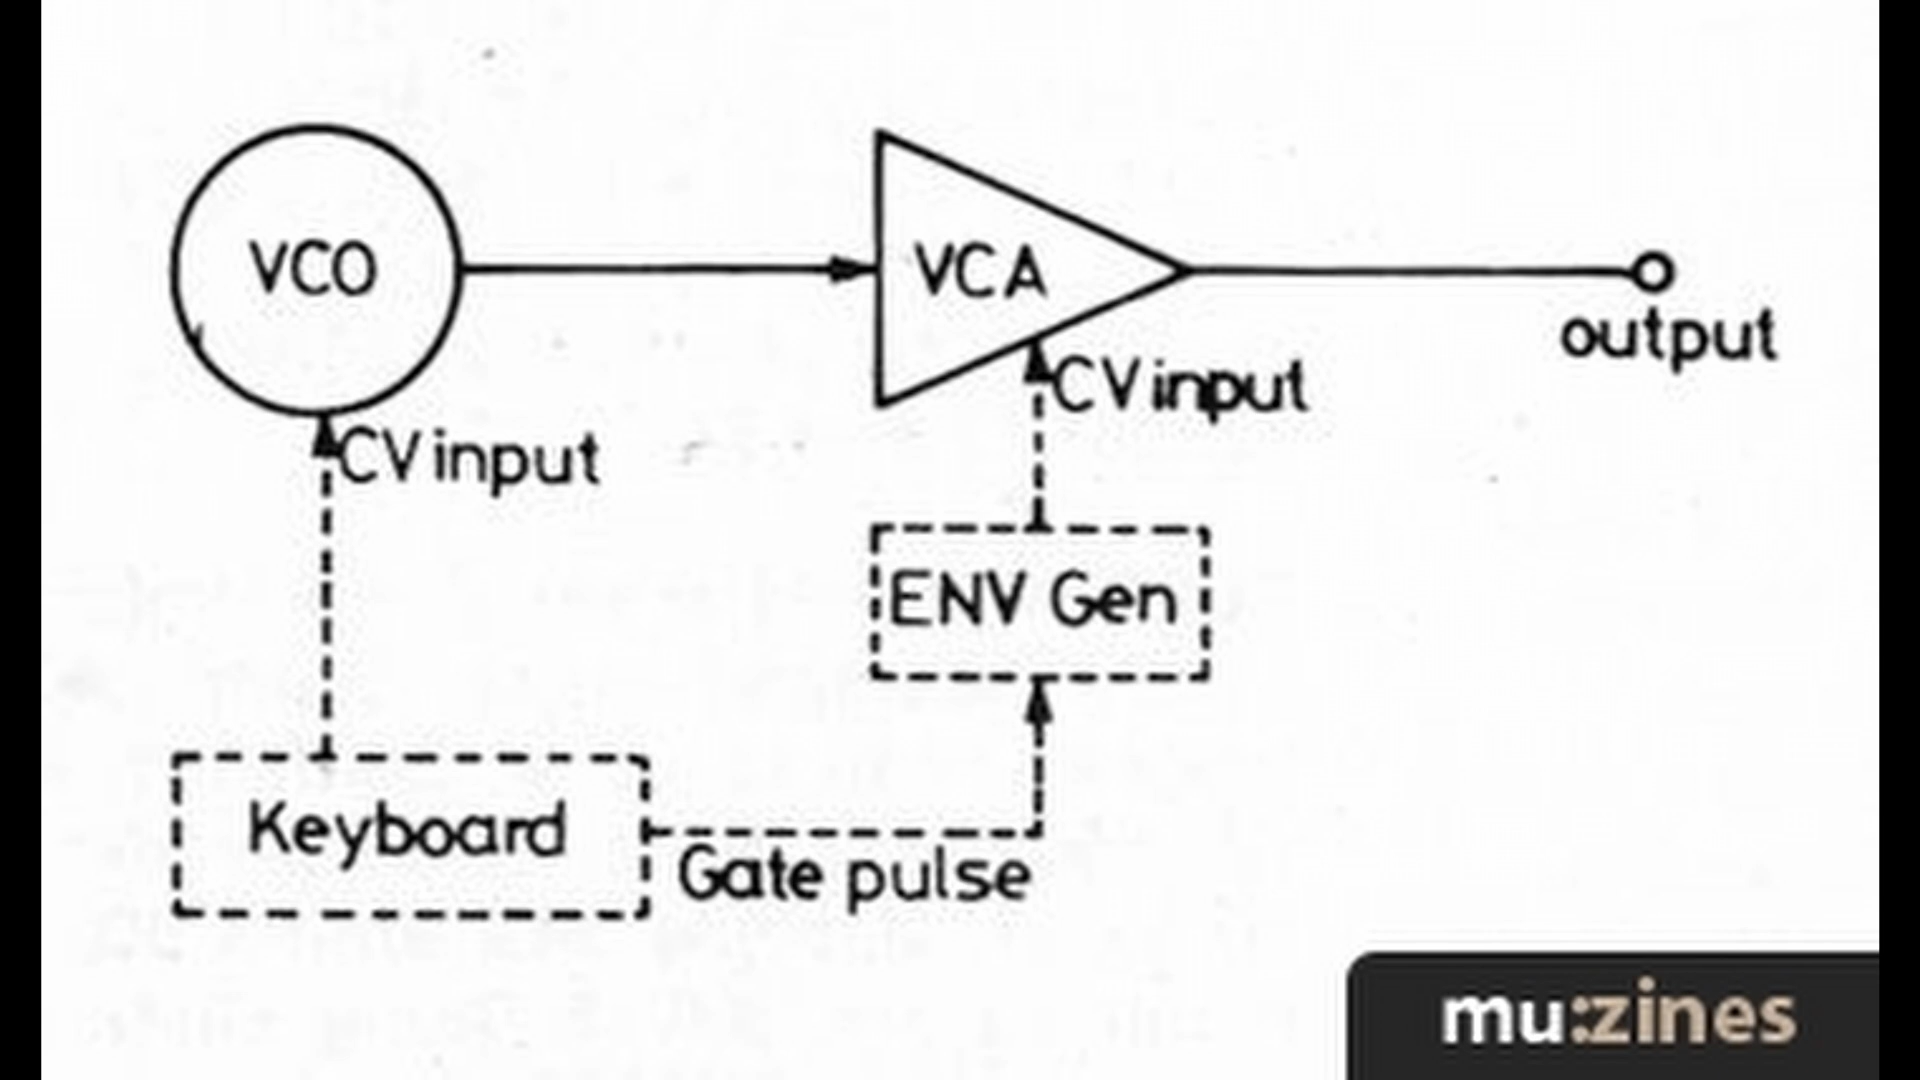 VCO
VCA
output
CV input
CV input
ENV Gen
Keyboard
Gate pulse
mu:zines